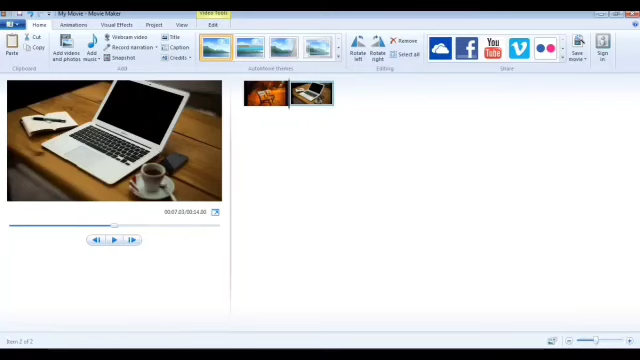 My Movie - Movie Maker
Video Tools
Home Animations Visual Effects Project View Edit
Paste
Cut
Copy
Clipboard
Add videos and photos
Add music
Webcam video
Record narration
Snapshot
Title
Caption
Credits
Add
AutoMovie themes
Rotate left
Rotate right
Remove
Select all
Editing
f
You Tube
v
Share
Save movie
Sign in
00:07.03/00:14.00
Item 2 of 2